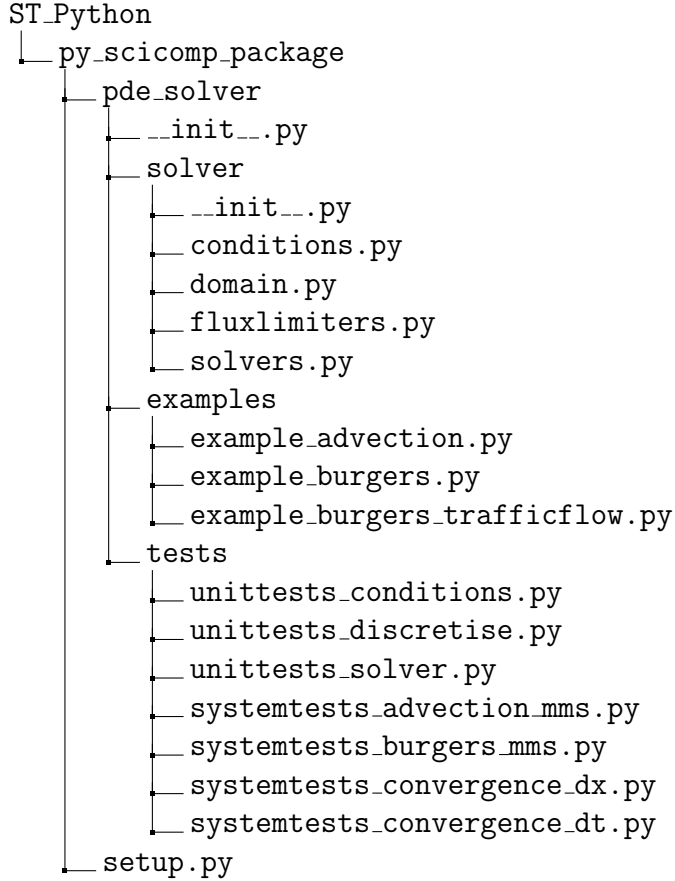 ST_Python
py_scicomp_package
pde_solver
__init__.py
solver
__init__.py
conditions.py
domain.py
fluxlimiters.py
solvers.py
examples
example_advection.py
example_burgers.py
example_burgers_trafficflow.py
tests
unittests_conditions.py
unittests_discretise.py
unittests_solver.py
systemtests_advection_mms.py
systemtests_burgers_mms.py
systemtests_convergence_dx.py
systemtests_convergence_dt.py
setup.py